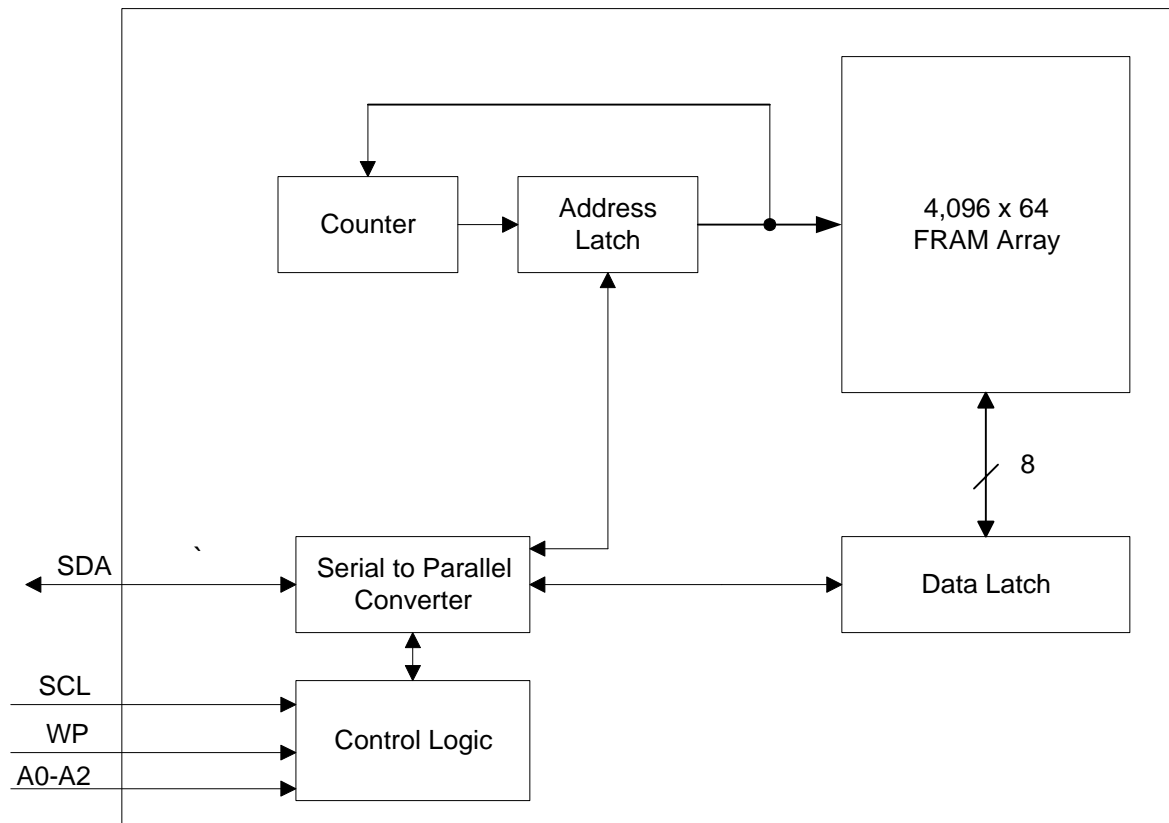 Counter
Address
Latch
4,096 x 64
FRAM Array
8
`
SDA
Serial to Parallel
Converter
Data Latch
SCL
WP
A0-A2
Control Logic